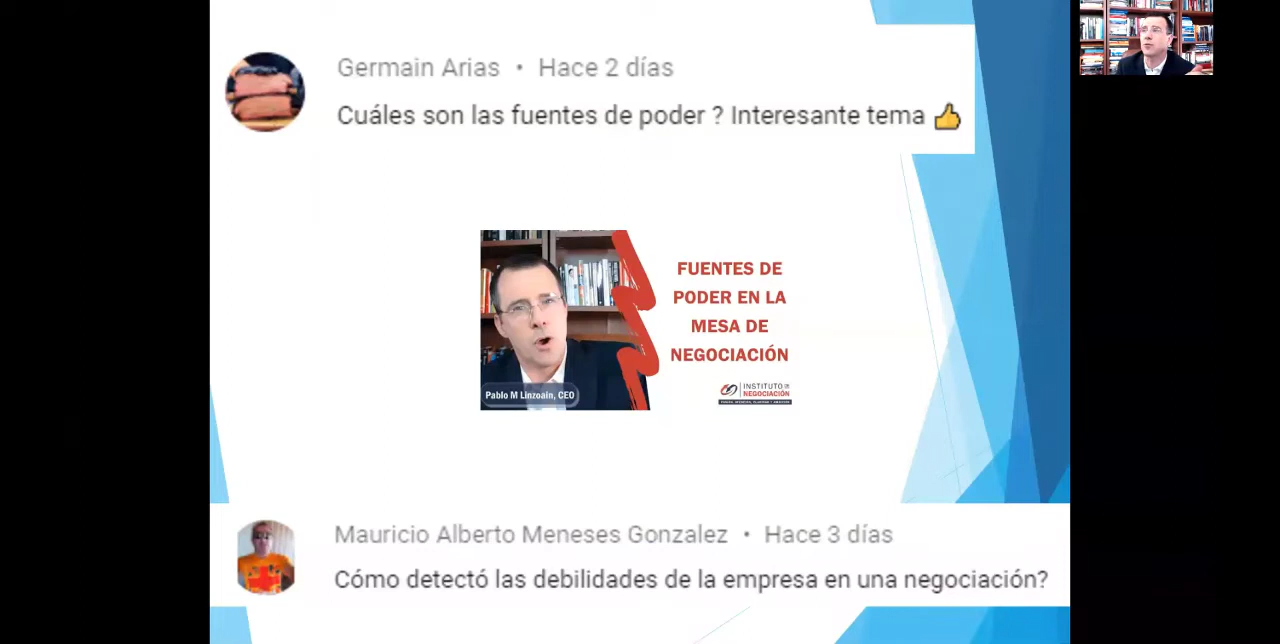 Germain Arias • Hace 2 días
Cuáles son las fuentes de poder ? Interesante tema 👍
FUENTES DE
PODER EN LA
MESA DE
NEGOCIACIÓN
Pablo M Linzoain, CEO
INSTITUTO DE
NEGOCIACIÓN
Mauricio Alberto Meneses Gonzalez • Hace 3 días
Cómo detectó las debilidades de la empresa en una negociación?